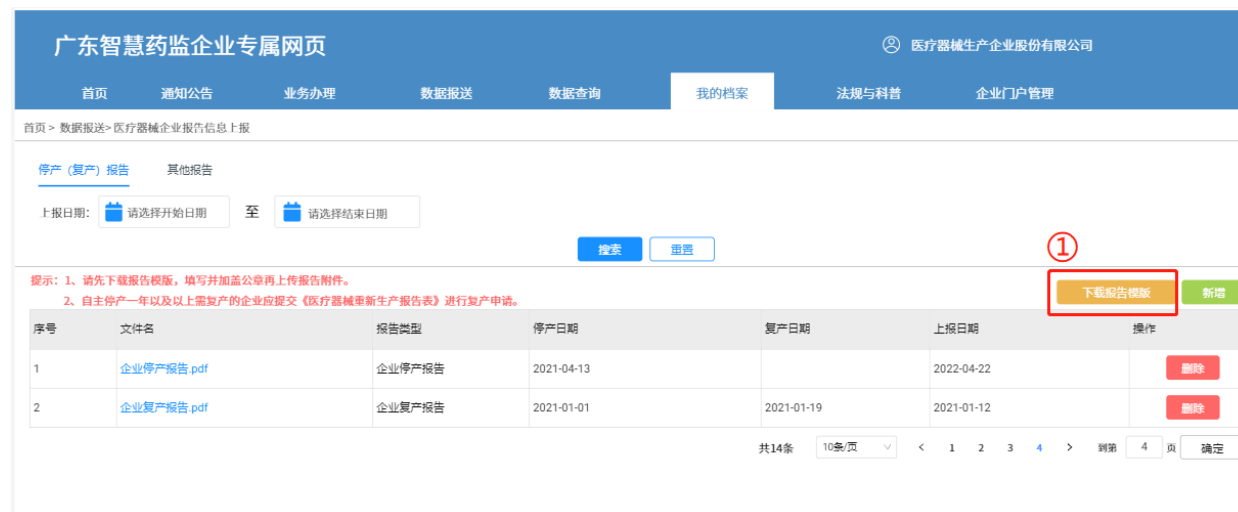 广东智慧药监企业专属网页
医疗器械生产企业股份有限公司
首页 通知公告 业务办理 数据报送 数据查询 我的档案 法规与科普 企业门户管理
首页 > 数据报送> 医疗器械企业报告信息上报
停产（复产）报告 其他报告
上报日期: 请选择开始日期 至 请选择结束日期
搜索 重置
①
提示: 1、请先下载报告模版，填写并加盖公章再上传报告附件。
2、自主停产一年以及以上需复产的企业应提交《医疗器械重新生产报告表》进行复产申请。
下载报告模版 新增
序号 文件名 报告类型 停产日期 复产日期 上报日期 操作
1 企业停产报告.pdf 企业停产报告 2021-04-13 2022-04-22 删除
2 企业复产报告.pdf 企业复产报告 2021-01-01 2021-01-19 2021-01-12 删除
共14条 10条/页 < 1 2 3 4 > 到第 4 页 确定